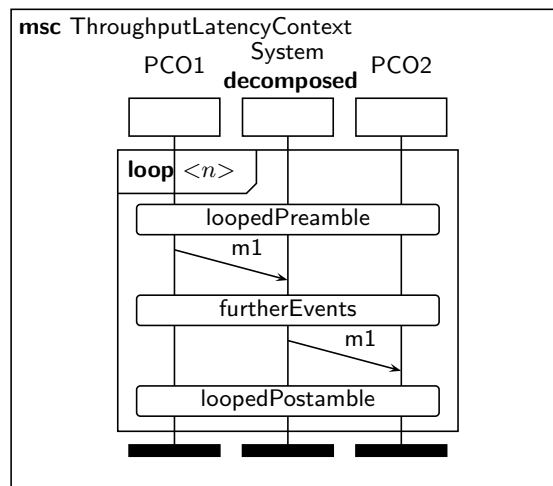 msc ThroughputLatencyContext
PCO1
System
decomposed
PCO2
loop <n>
loopedPreamble
m1
furtherEvents
m1
loopedPostamble